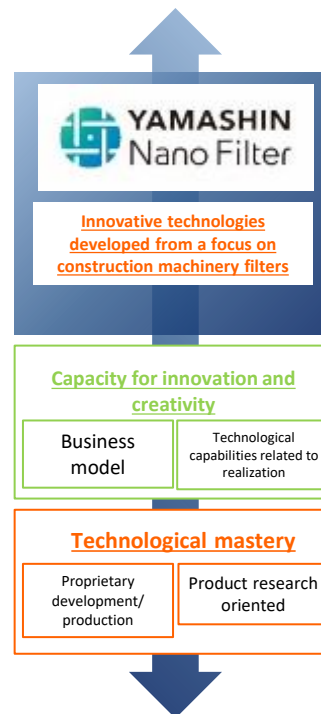 YAMASHIN
Nano Filter
Innovative technologies
developed from a focus on
construction machinery filters
Capacity for innovation and
creativity
Business
model
Technological
capabilities related to
realization
Technological mastery
Proprietary
development/
production
Product research
oriented